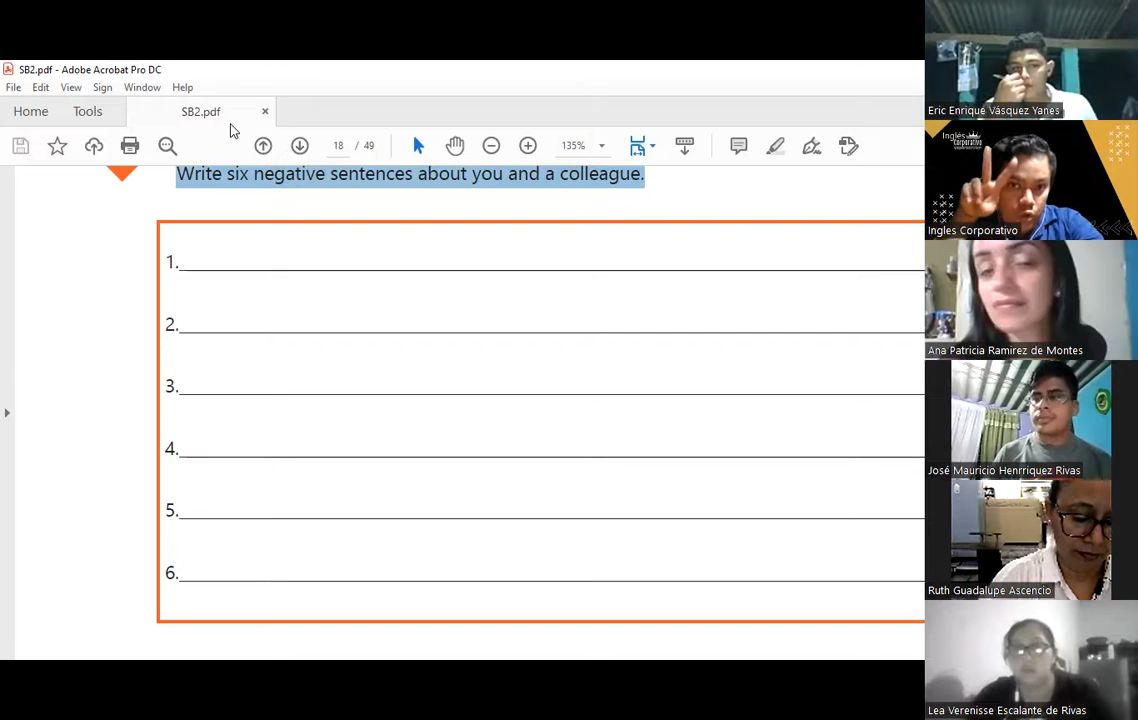 SB2.pdf - Adobe Acrobat Pro DC
File Edit View Sign Window Help
Home Tools SB2.pdf ×
18 / 49 135%
Write six negative sentences about you and a colleague.
1.
2.
3.
4.
5.
6.
Eric Enrique Vásquez Yanes
Inglés
Corporativo
Ingles Corporativo
Ana Patricia Ramirez de Montes
José Mauricio Henrriquez Rivas
Ruth Guadalupe Ascencio
Lea Verenisse Escalante de Rivas